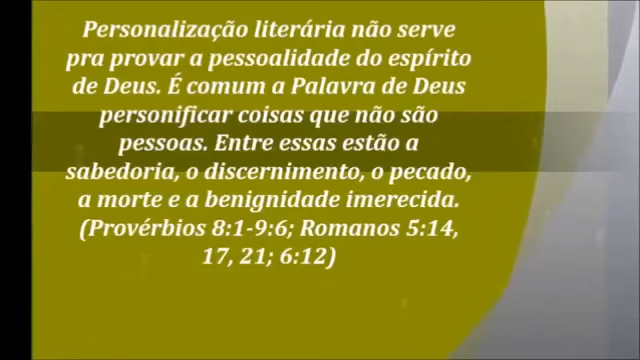 Personalização literária não serve
pra provar a pessoalidade do espírito
de Deus. É comum a Palavra de Deus
personificar coisas que não são
pessoas. Entre essas estão a
sabedoria, o discernimento, o pecado,
a morte e a benignidade imerecida.
(Provérbios 8:1-9:6; Romanos 5:14,
17, 21; 6:12)